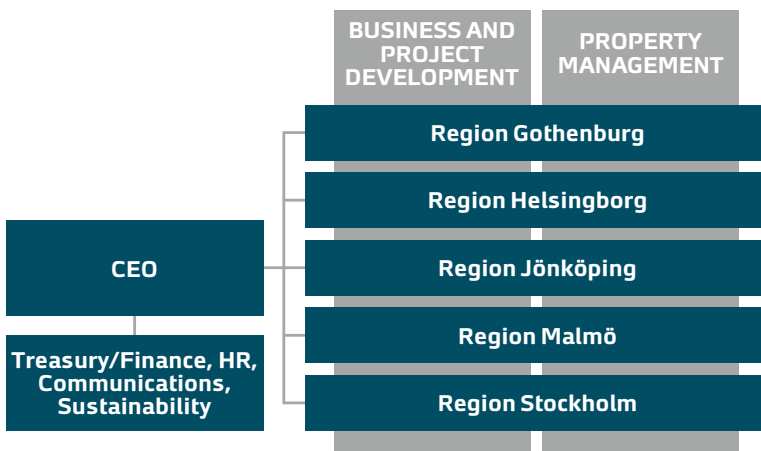 BUSINESS AND
PROJECT
DEVELOPMENT
PROPERTY
MANAGEMENT
Region Gothenburg
Region Helsingborg
CEO
Region Jönköping
Region Malmö
Treasury/Finance, HR,
Communications,
Sustainability
Region Stockholm